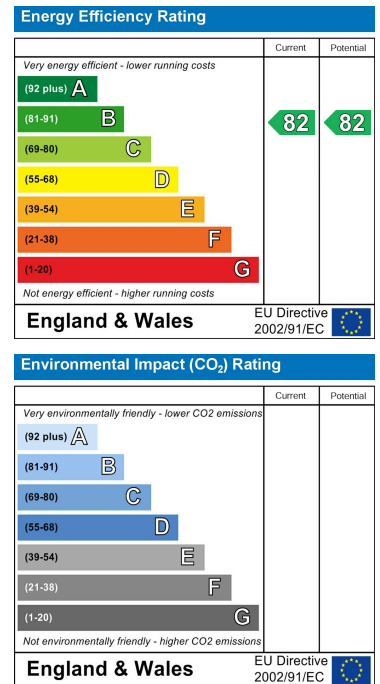 Energy Efficiency Rating
Current Potential
Very energy efficient - lower running costs
(92 plus) A
(81-91) B 82 82
(69-80) C
(55-68) D
(39-54) E
(21-38) F
(1-20) G
Not energy efficient - higher running costs
England & Wales EU Directive
2002/91/EC
Environmental Impact (CO₂) Rating
Current Potential
Very environmentally friendly - lower CO2 emissions
(92 plus) A
(81-91) B
(69-80) C
(55-68) D
(39-54) E
(21-38) F
(1-20) G
Not environmentally friendly - higher CO2 emissions
England & Wales EU Directive
2002/91/EC